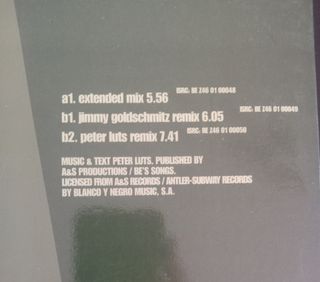 a1. extended mix 5.56 ISRC: BE Z46 01 00048
b1. jimmy goldschmitz remix 6.05 ISRC: BE Z46 01 00049
b2. peter luts remix 7.41 ISRC: BE Z46 01 00050
MUSIC & TEXT PETER LUTS. PUBLISHED BY
A&S PRODUCTIONS / BE'S SONGS.
LICENSED FROM A&S RECORDS / ANTLER-SUBWAY RECORDS
BY BLANCO Y NEGRO MUSIC, S.A.